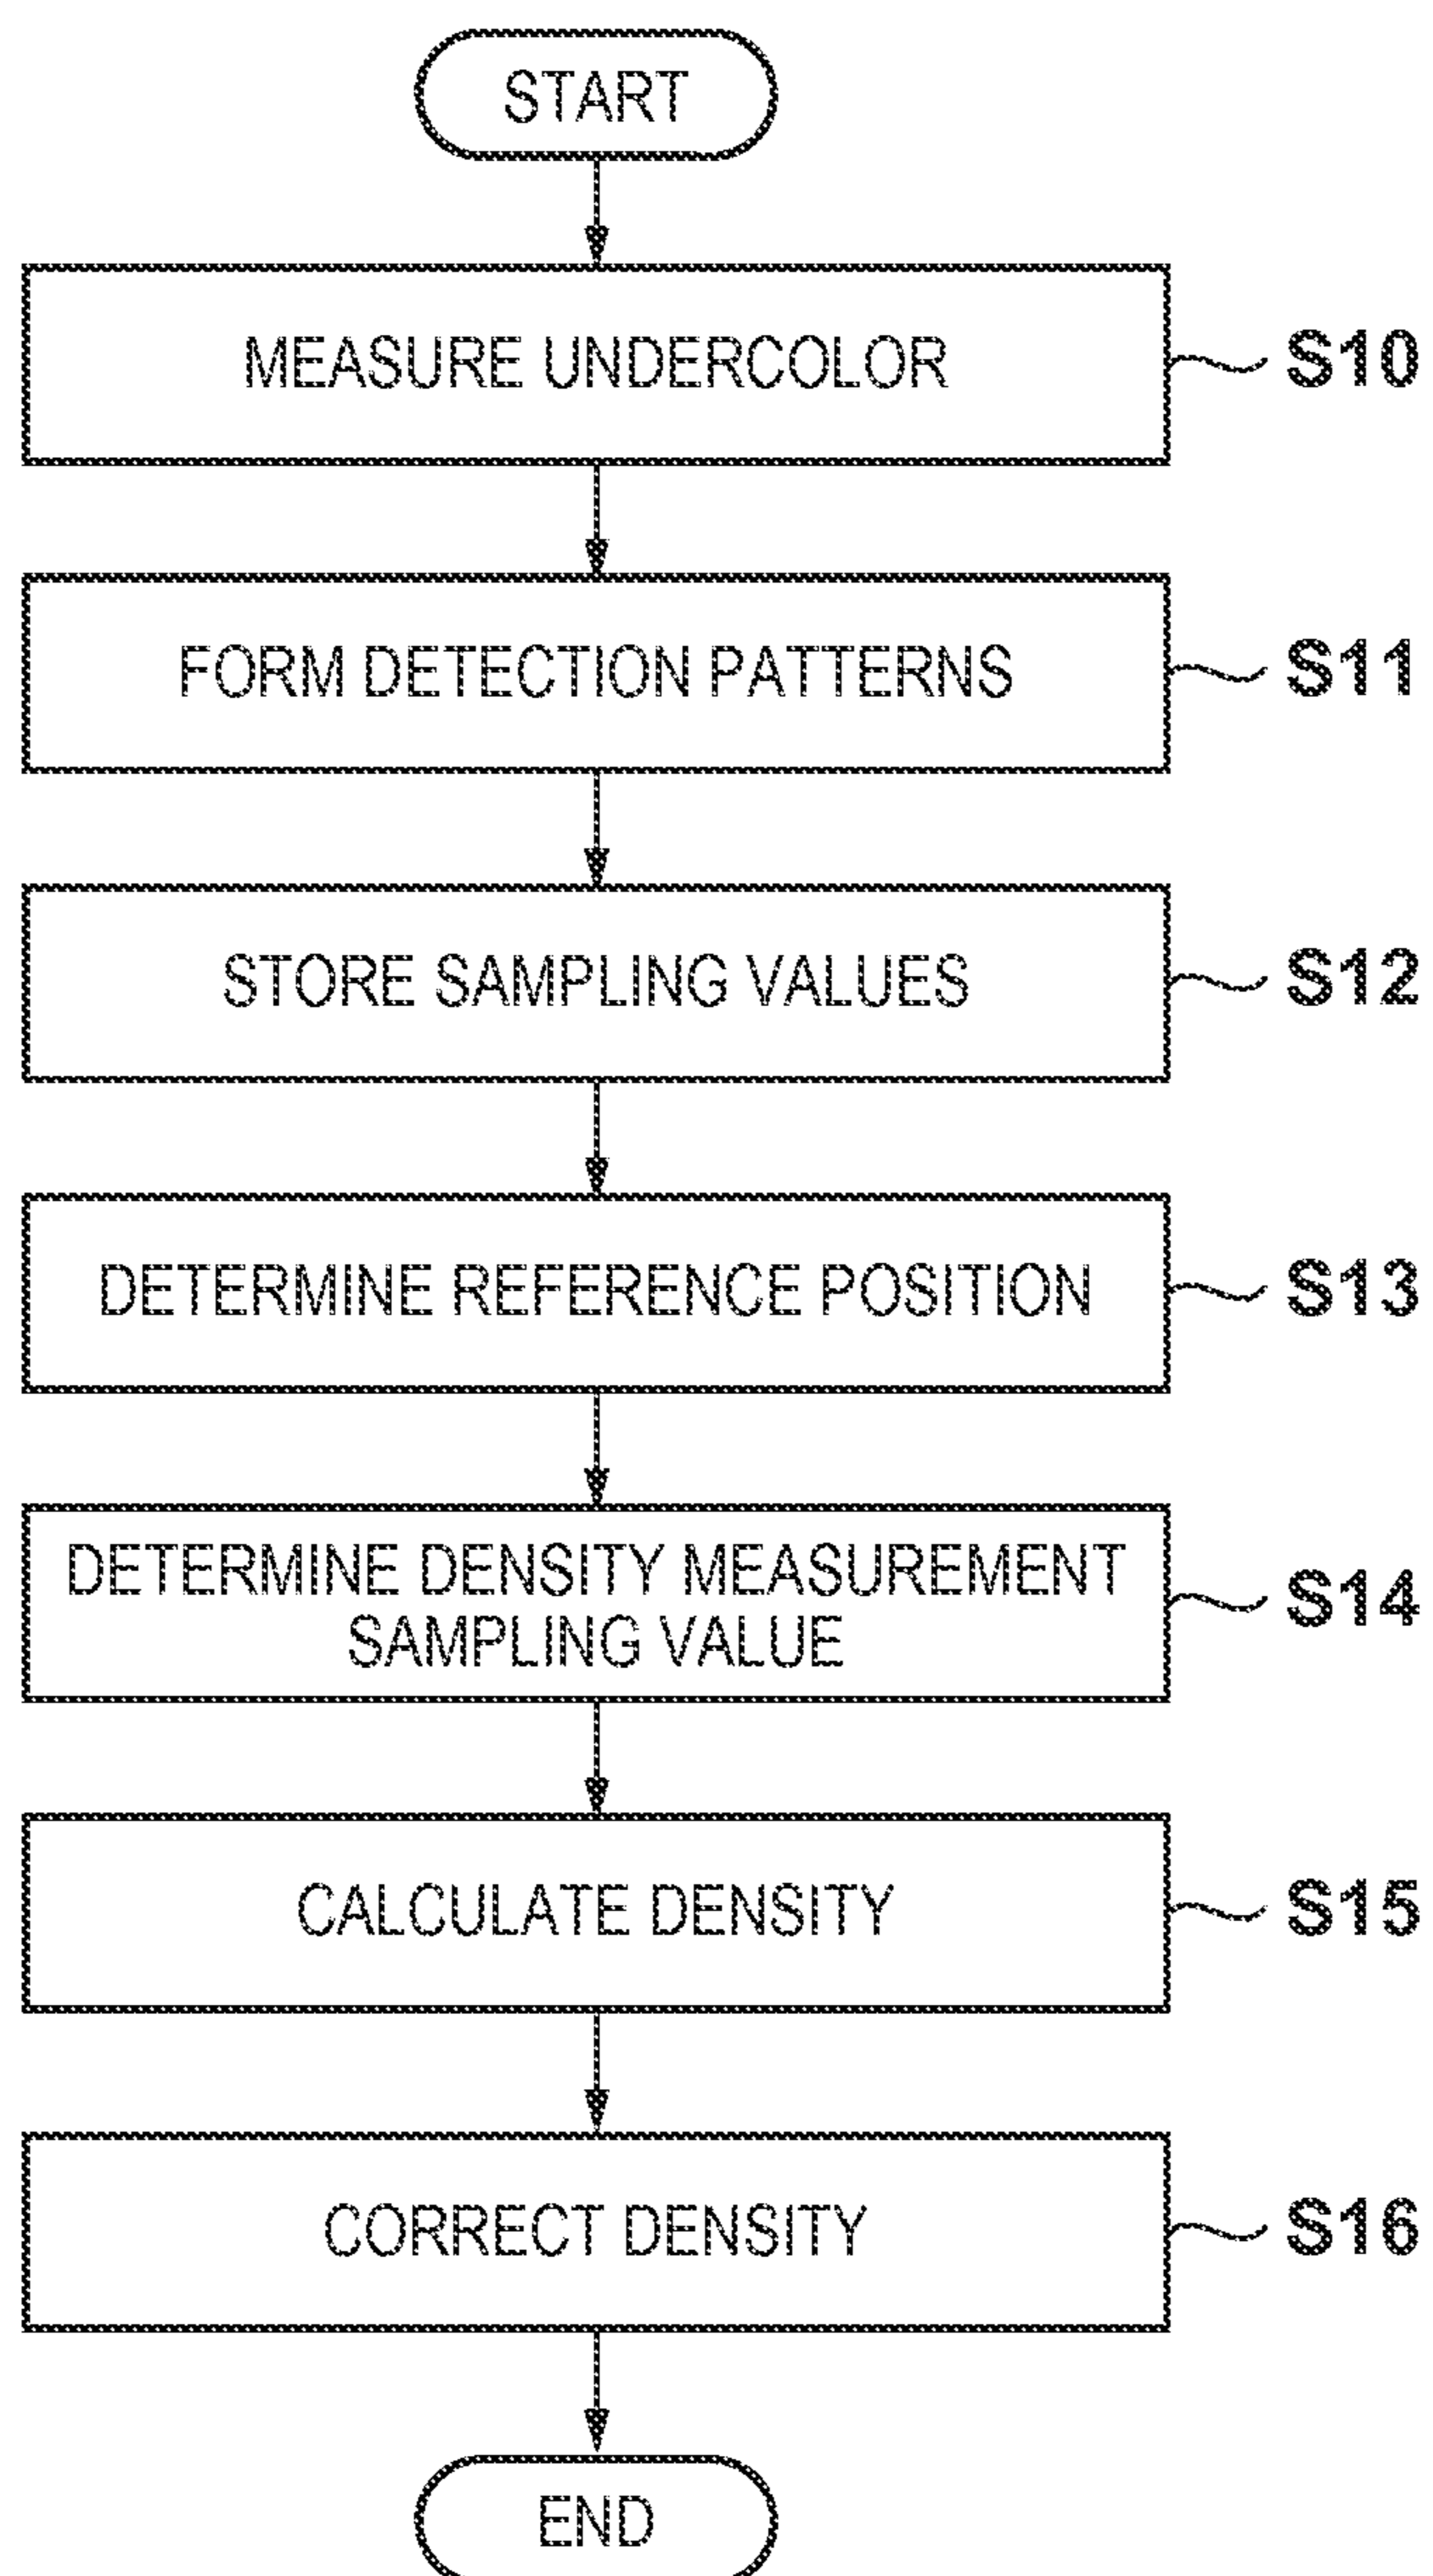 START
MEASURE UNDERCOLOR
S10
FORM DETECTION PATTERNS
S11
STORE SAMPLING VALUES
S12
DETERMINE REFERENCE POSITION
S13
DETERMINE DENSITY MEASUREMENT
SAMPLING VALUE
S14
CALCULATE DENSITY
S15
CORRECT DENSITY
S16
END